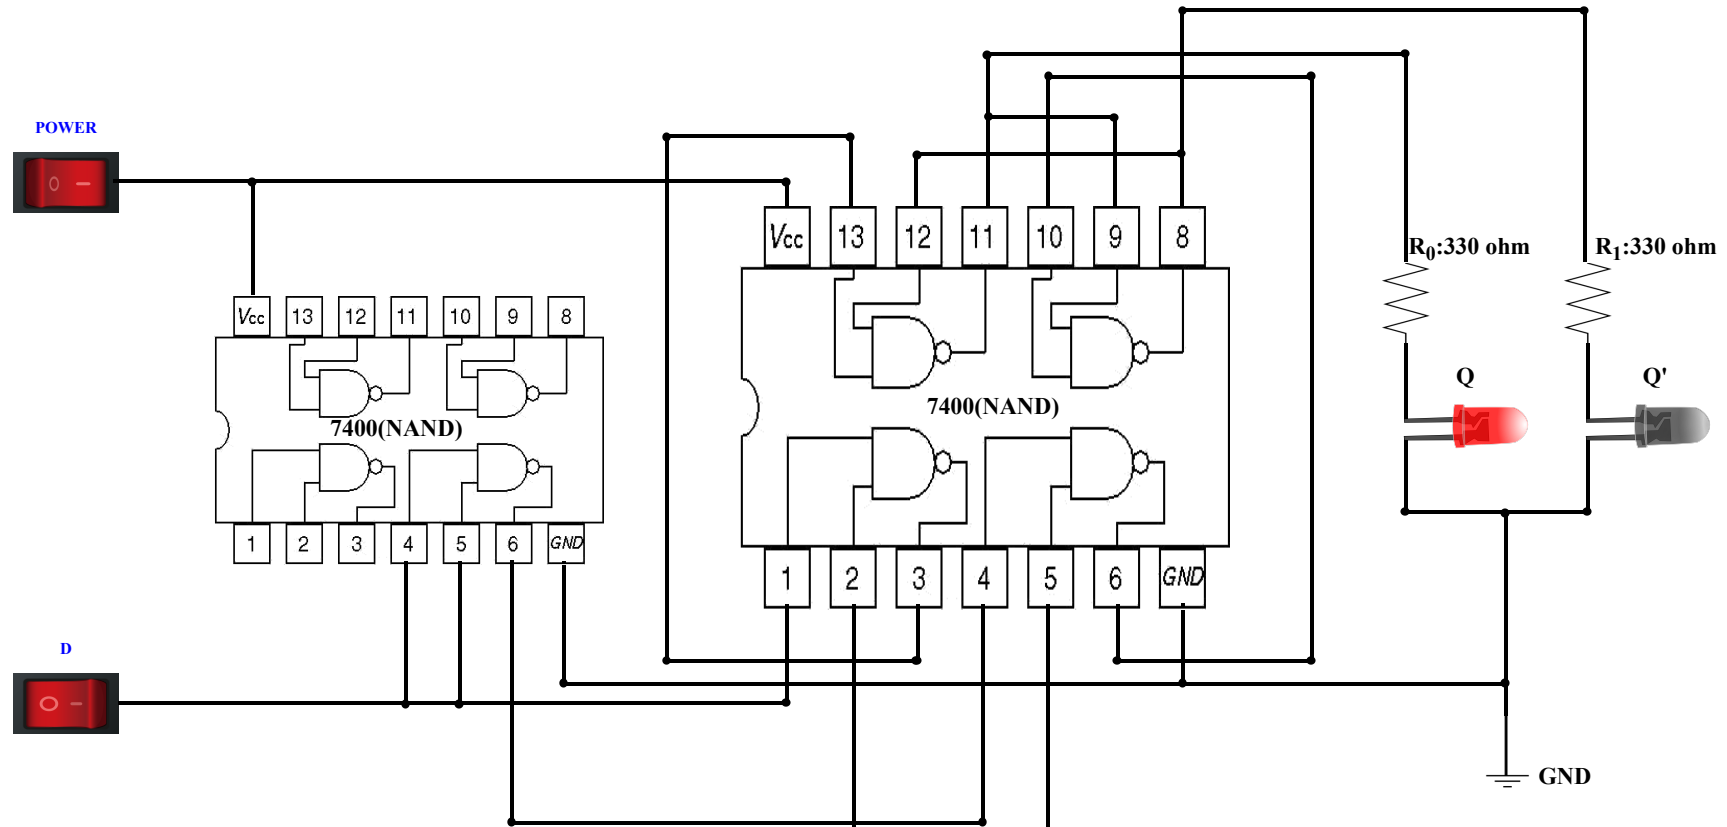 POWER
O –
Vcc 13 12 11 10 9 8
R0:330 ohm R1:330 ohm
Vcc 13 12 11 10 9 8
Q Q'
7400(NAND)
7400(NAND)
1 2 3 4 5 6 GND
1 2 3 4 5 6 GND
D
O –
GND